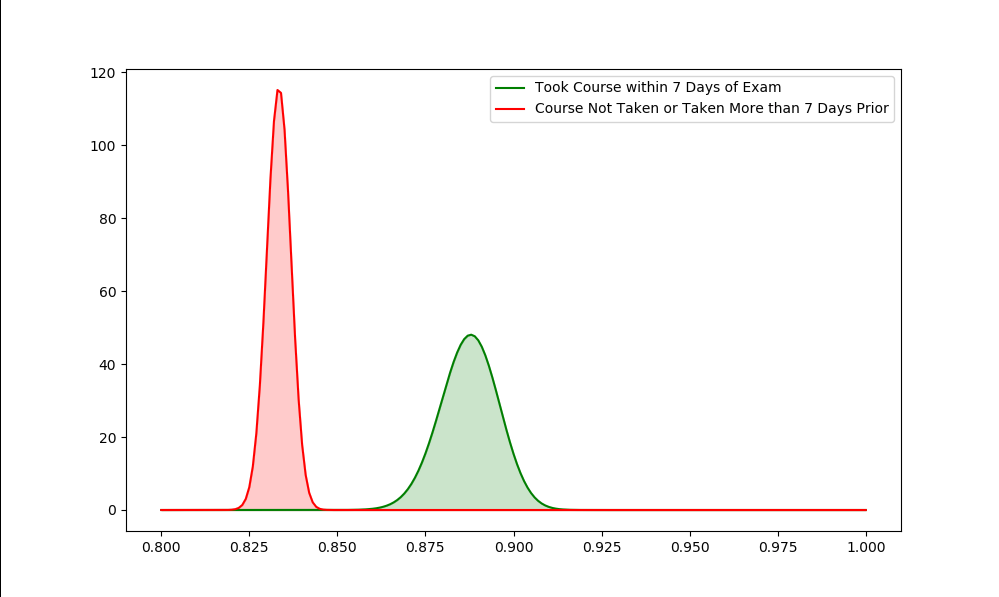 120
100
80
60
40
20
0
Took Course within 7 Days of Exam
Course Not Taken or Taken More than 7 Days Prior
0.800 0.825 0.850 0.875 0.900 0.925 0.950 0.975 1.000